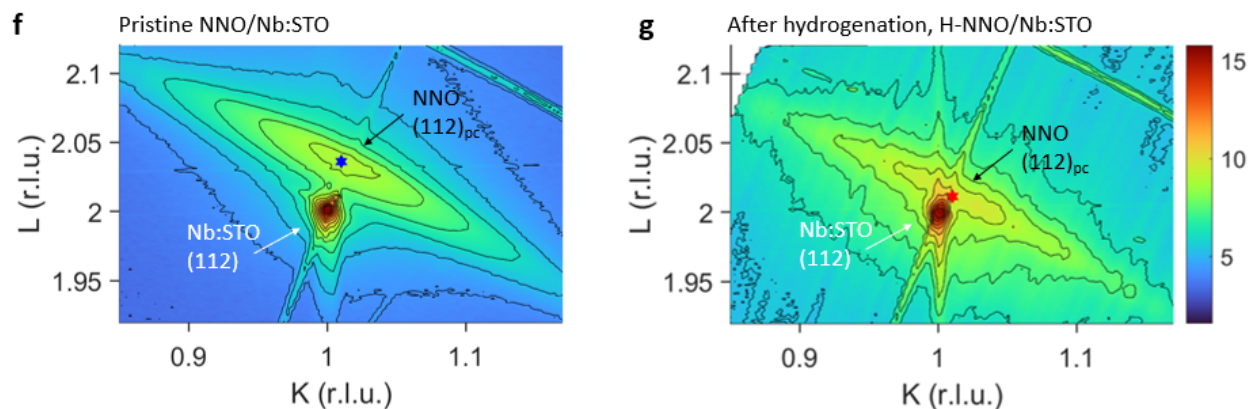 f Pristine NNO/Nb:STO
2.1
2.05
2
1.95
L (r.l.u.)
NNO
(112)pc
Nb:STO
(112)
0.9 1 1.1
K (r.l.u.)
g After hydrogenation, H-NNO/Nb:STO
2.1
2.05
2
1.95
L (r.l.u.)
NNO
(112)pc
Nb:STO
(112)
0.9 1 1.1
K (r.l.u.)
15
10
5